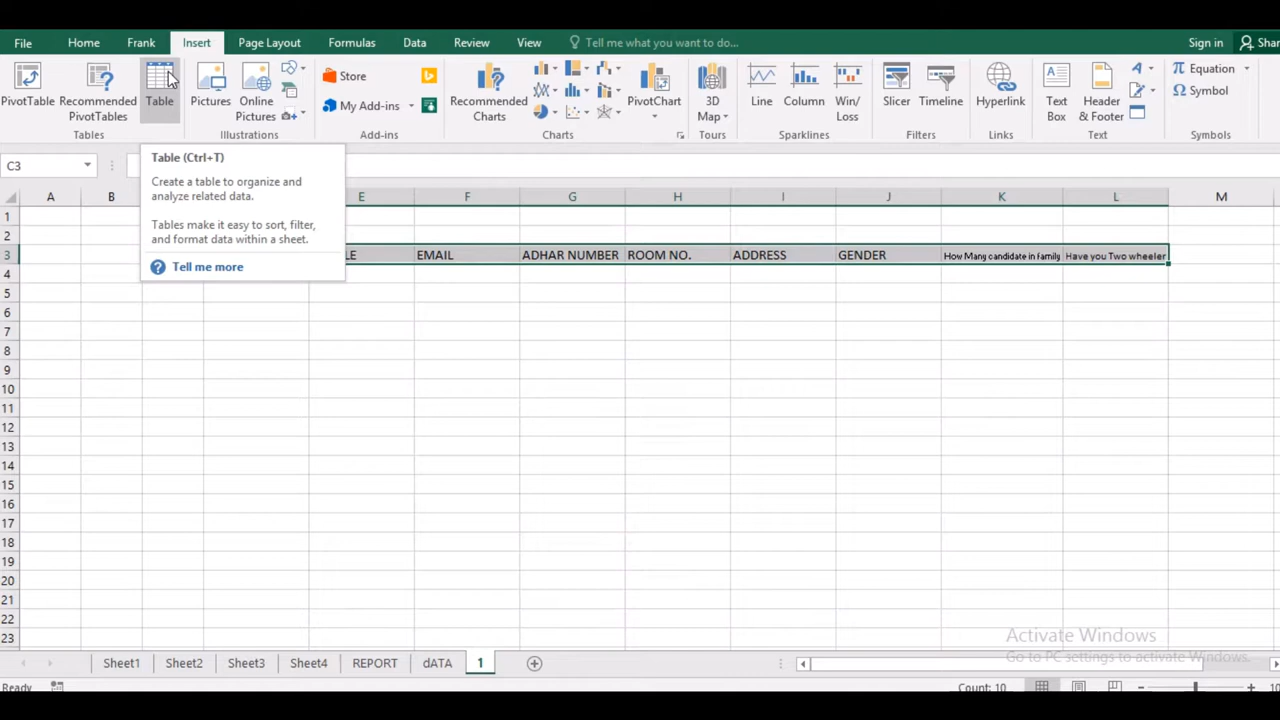 File Home Frank Insert Page Layout Formulas Data Review View Tell me what you want to do... Sign in Shar
PivotTable Recommended PivotTables Table Pictures Online Pictures Store My Add-ins Recommended Charts PivotChart 3D Map Line Column Win/Loss Slicer Timeline Hyperlink Text Box Header & Footer Equation Symbol
Tables Illustrations Add-ins Charts Tours Sparklines Filters Links Text Symbols
C3
Table (Ctrl+T)
Create a table to organize and
analyze related data.
Tables make it easy to sort, filter,
and format data within a sheet.
Tell me more
A B E F G H I J K L M
1
2
3 LE EMAIL ADHAR NUMBER ROOM NO. ADDRESS GENDER How Many candidate in family Have you Two wheeler
4
5
6
7
8
9
10
11
12
13
14
15
16
17
18
19
20
21
22
23
Activate Windows
Go to PC settings to activate Windows.
Sheet1 Sheet2 Sheet3 Sheet4 REPORT dATA 1
Ready Count: 10 10